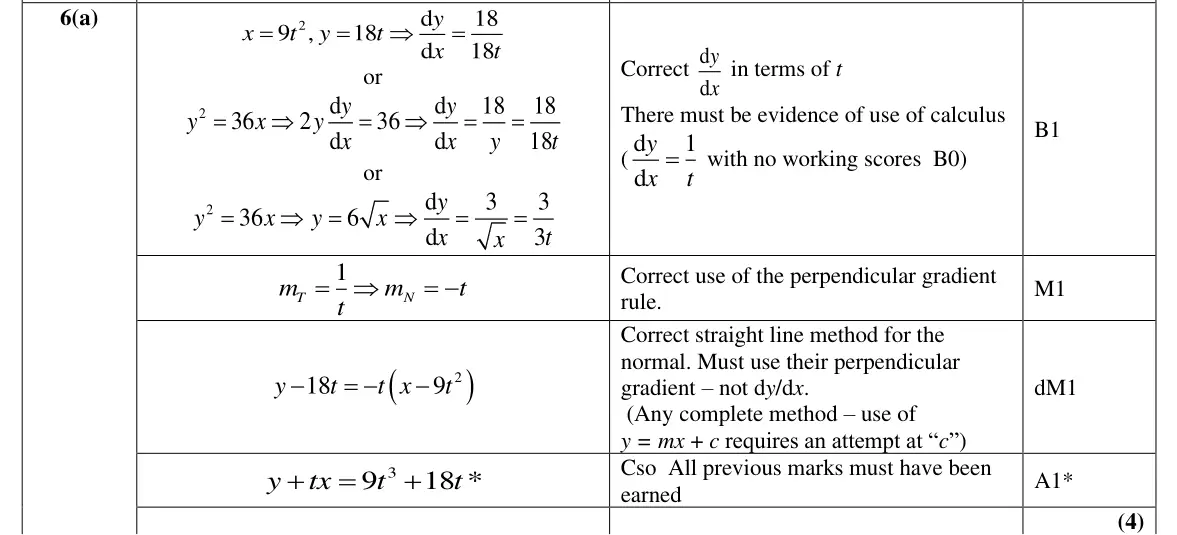 6(a)
x = 9t², y = 18t ⇒ dy/dx = 18/18t
or
y² = 36x ⇒ 2y dy/dx = 36 ⇒ dy/dx = 18/y = 18/18t
or
y² = 36x ⇒ y = 6√x ⇒ dy/dx = 3/√x = 3/3t
Correct dy/dx in terms of t
There must be evidence of use of calculus
(dy/dx = 1/t with no working scores B0)
B1
m_T = 1/t ⇒ m_N = −t
Correct use of the perpendicular gradient
rule.
M1
y − 18t = −t(x − 9t²)
Correct straight line method for the
normal. Must use their perpendicular
gradient – not dy/dx.
(Any complete method – use of
y = mx + c requires an attempt at “c”)
dM1
y + tx = 9t³ + 18t *
Cso All previous marks must have been
earned
A1*
(4)